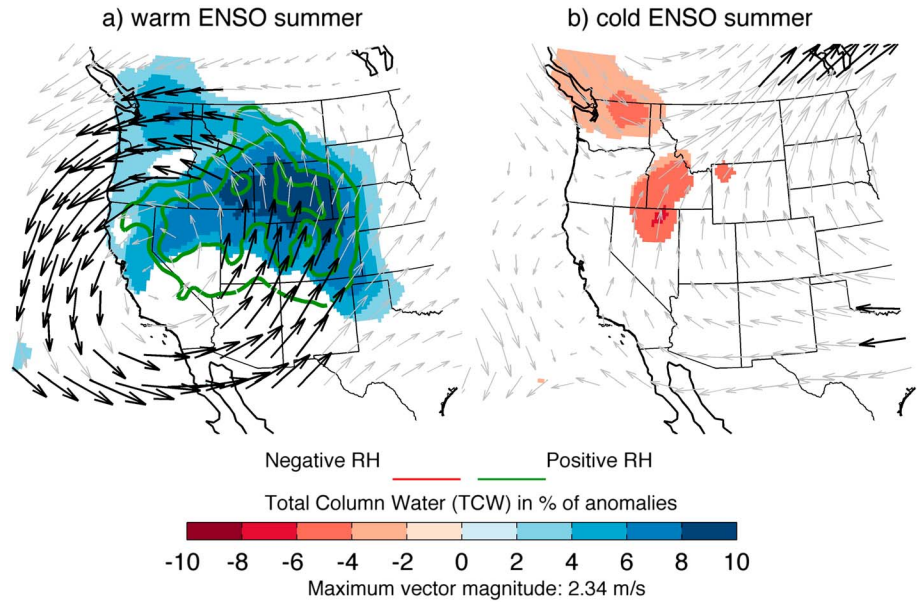 a) warm ENSO summer
b) cold ENSO summer
Negative RH
Positive RH
Total Column Water (TCW) in % of anomalies
-10 -8 -6 -4 -2 0 2 4 6 8 10
Maximum vector magnitude: 2.34 m/s